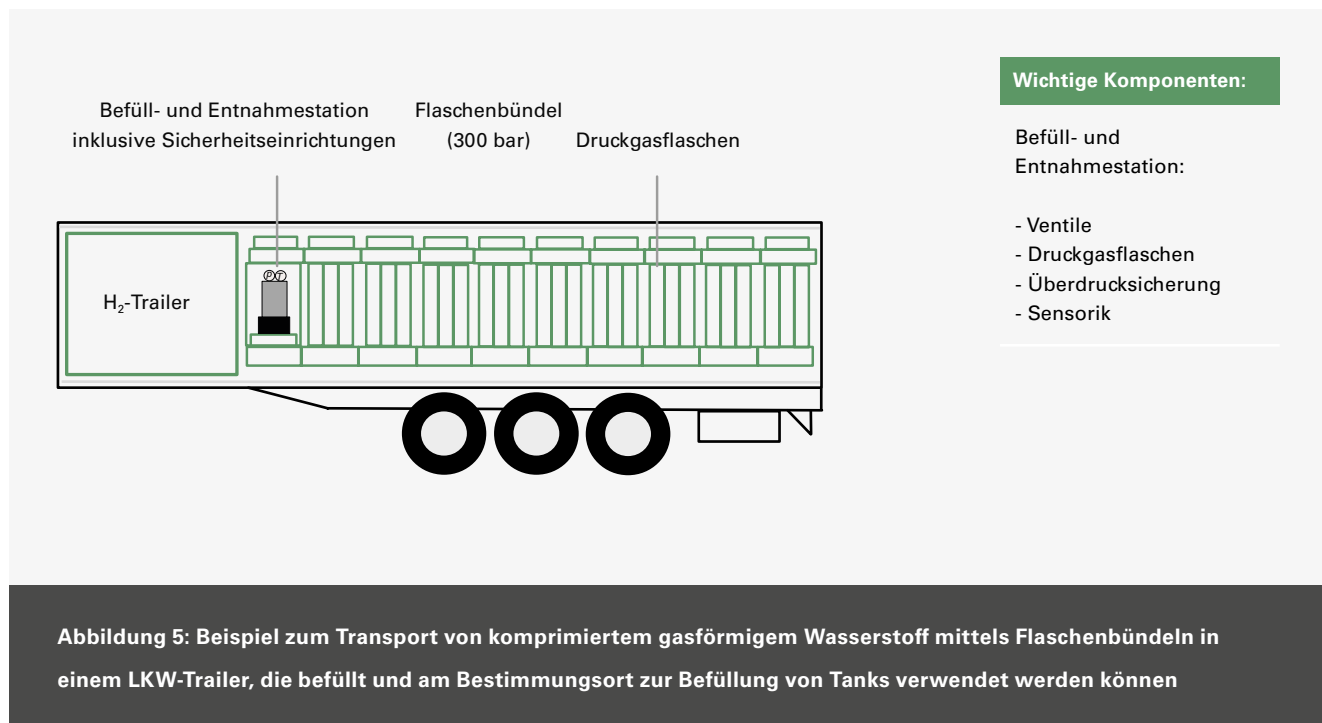 Befüll- und Entnahmestation
inklusive Sicherheitseinrichtungen
Flaschenbündel
(300 bar)
Druckgasflaschen
H₂-Trailer
P T
Wichtige Komponenten:
Befüll- und
Entnahmestation:
- Ventile
- Druckgasflaschen
- Überdrucksicherung
- Sensorik
Abbildung 5: Beispiel zum Transport von komprimiertem gasförmigem Wasserstoff mittels Flaschenbündeln in
einem LKW-Trailer, die befüllt und am Bestimmungsort zur Befüllung von Tanks verwendet werden können